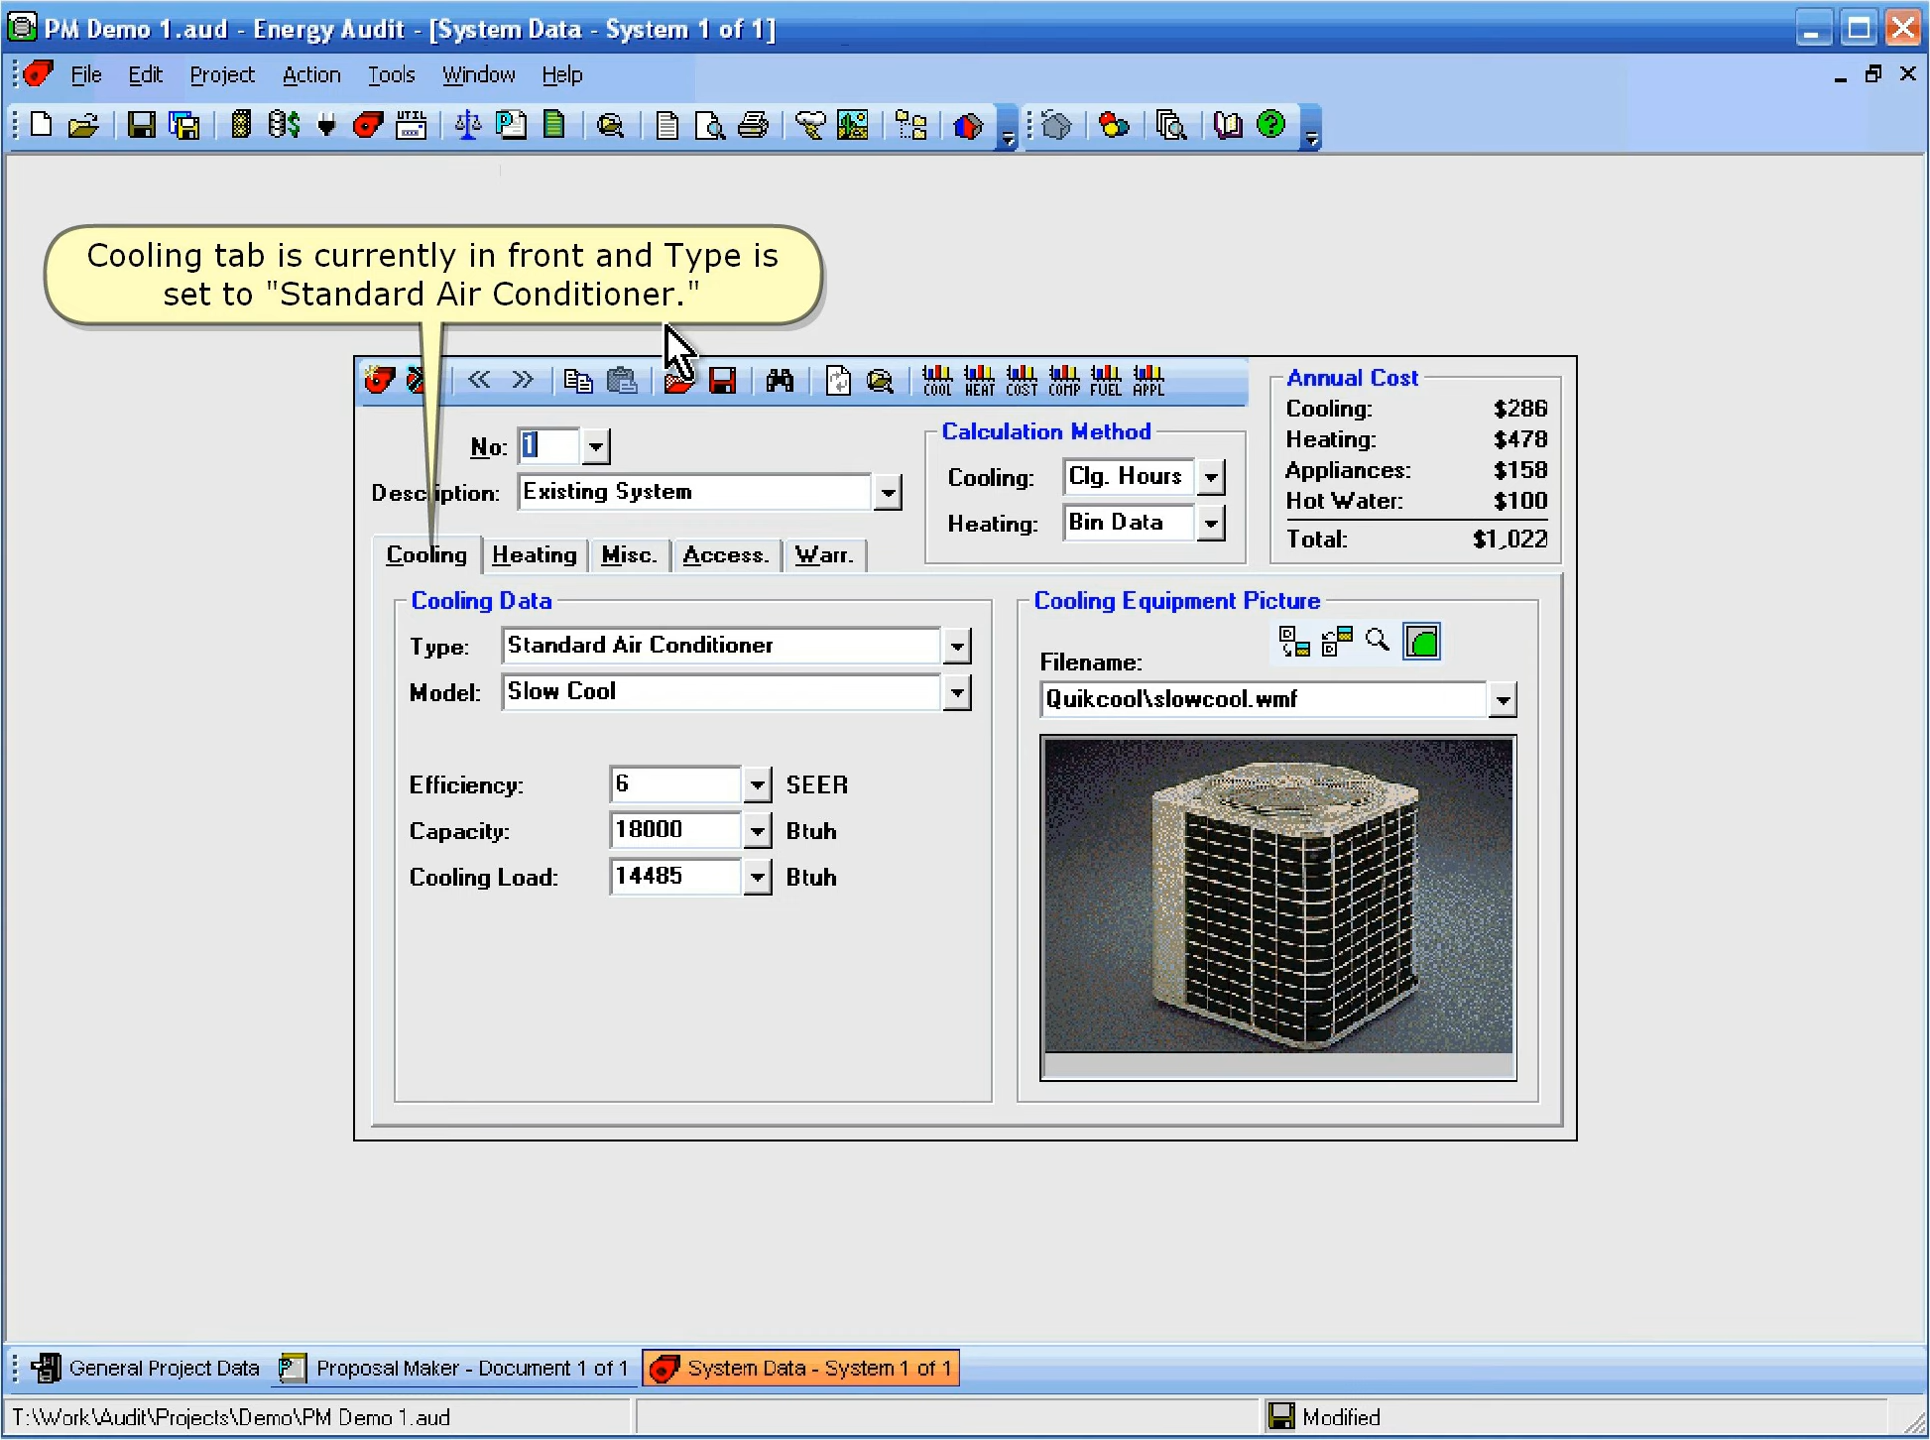 PM Demo 1.aud - Energy Audit - [System Data - System 1 of 1]
File Edit Project Action Tools Window Help
UTIL
Cooling tab is currently in front and Type is
set to "Standard Air Conditioner."
COOL HEAT COST COMP FUEL APPL
No: 1
Description: Existing System
Calculation Method
Cooling: Clg. Hours
Heating: Bin Data
Annual Cost
Cooling: $286
Heating: $478
Appliances: $158
Hot Water: $100
Total: $1,022
Cooling Heating Misc. Access. Warr.
Cooling Data
Type: Standard Air Conditioner
Model: Slow Cool
Efficiency: 6 SEER
Capacity: 18000 Btuh
Cooling Load: 14485 Btuh
Cooling Equipment Picture
Filename:
Quikcool\slowcool.wmf
General Project Data Proposal Maker - Document 1 of 1 System Data - System 1 of 1
T:\Work\Audit\Projects\Demo\PM Demo 1.aud Modified